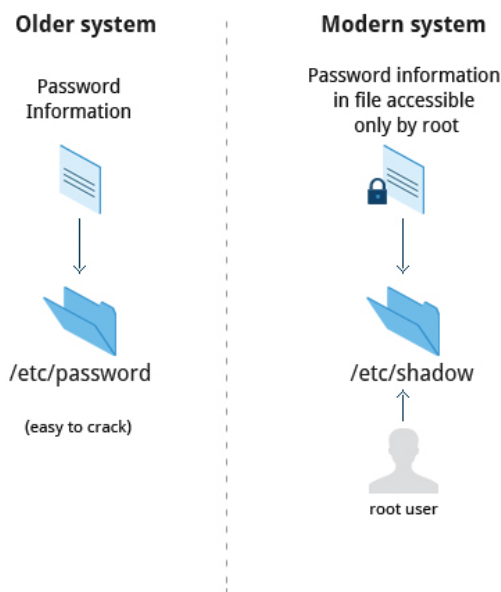 Older system
Password
Information
/etc/password
(easy to crack)
Modern system
Password information
in file accessible
only by root
/etc/shadow
root user